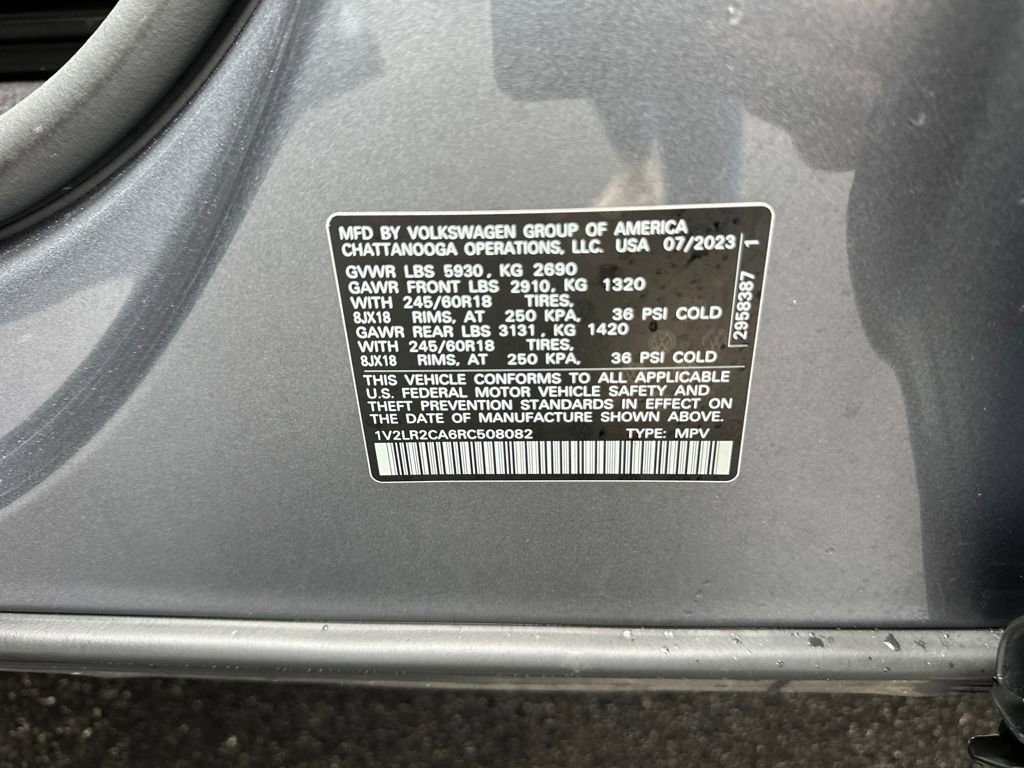 MFD BY VOLKSWAGEN GROUP OF AMERICA
CHATTANOOGA OPERATIONS, LLC. USA 07/2023
GVWR LBS 5930, KG 2690
GAWR FRONT LBS 2910, KG 1320
WITH 245/60R18 TIRES,
8JX18 RIMS, AT 250 KPA, 36 PSI COLD
GAWR REAR LBS 3131, KG 1420
WITH 245/60R18 TIRES,
8JX18 RIMS, AT 250 KPA, 36 PSI COLD
THIS VEHICLE CONFORMS TO ALL APPLICABLE
U.S. FEDERAL MOTOR VEHICLE SAFETY AND
THEFT PREVENTION STANDARDS IN EFFECT ON
THE DATE OF MANUFACTURE SHOWN ABOVE.
1V2LR2CA6RC508082 TYPE: MPV
2958387 1